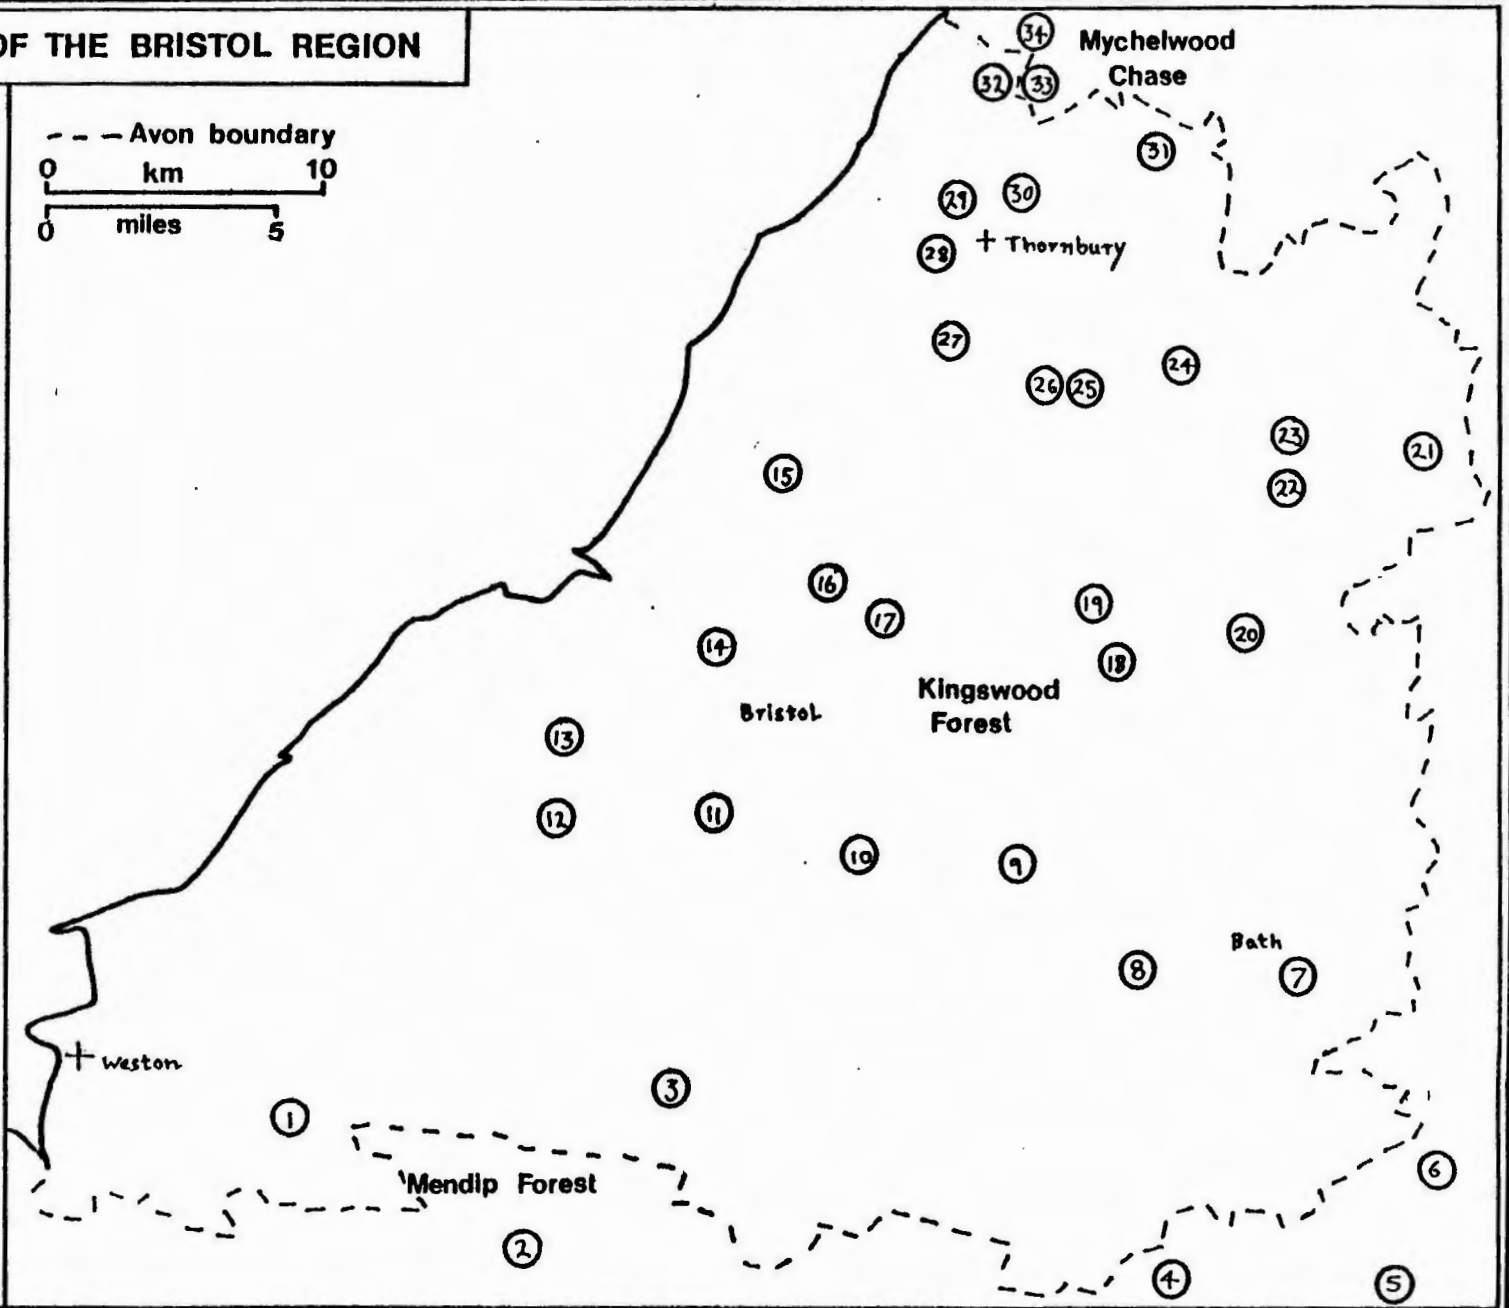 OF THE BRISTOL REGION
Avon boundary
0 km 10
0 miles 5
34
Mychelwood
Chase
32 33
31
29 30
+ Thornbury
28
27
24
26 25
23
21
22
15
16
19
17
20
14
18
Kingswood
Forest
Bristol
13
12
11
10
9
Bath
8
7
+ Weston
3
1
6
Mendip Forest
2
4
5